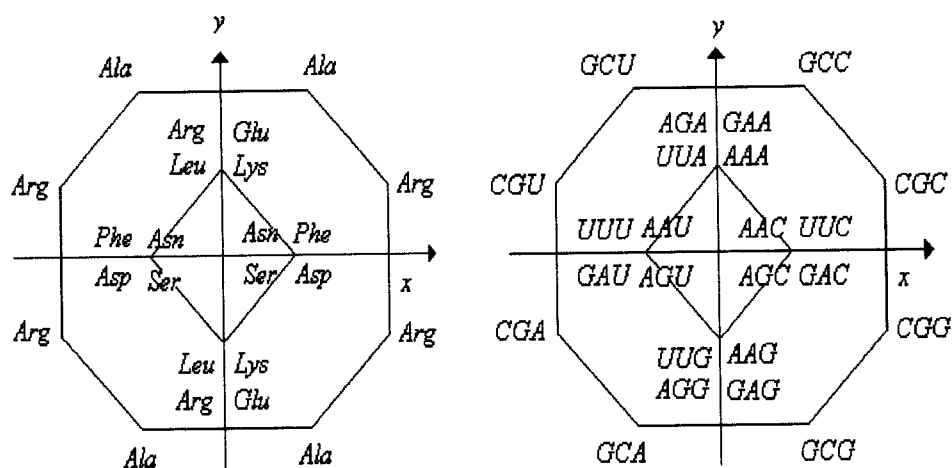 y
Ala Ala
Arg Glu
Leu Lys
Arg Arg
Phe Asn Asn Phe
Asp Ser Ser Asp x
Arg Arg
Leu Lys
Arg Glu
Ala Ala
y
GCU GCC
AGA GAA
UUA AAA
CGU CGC
UUU AAU AAC UUC
GAU AGU AGC GAC x
CGA CGG
UUG AAG
AGG GAG
GCA GCG